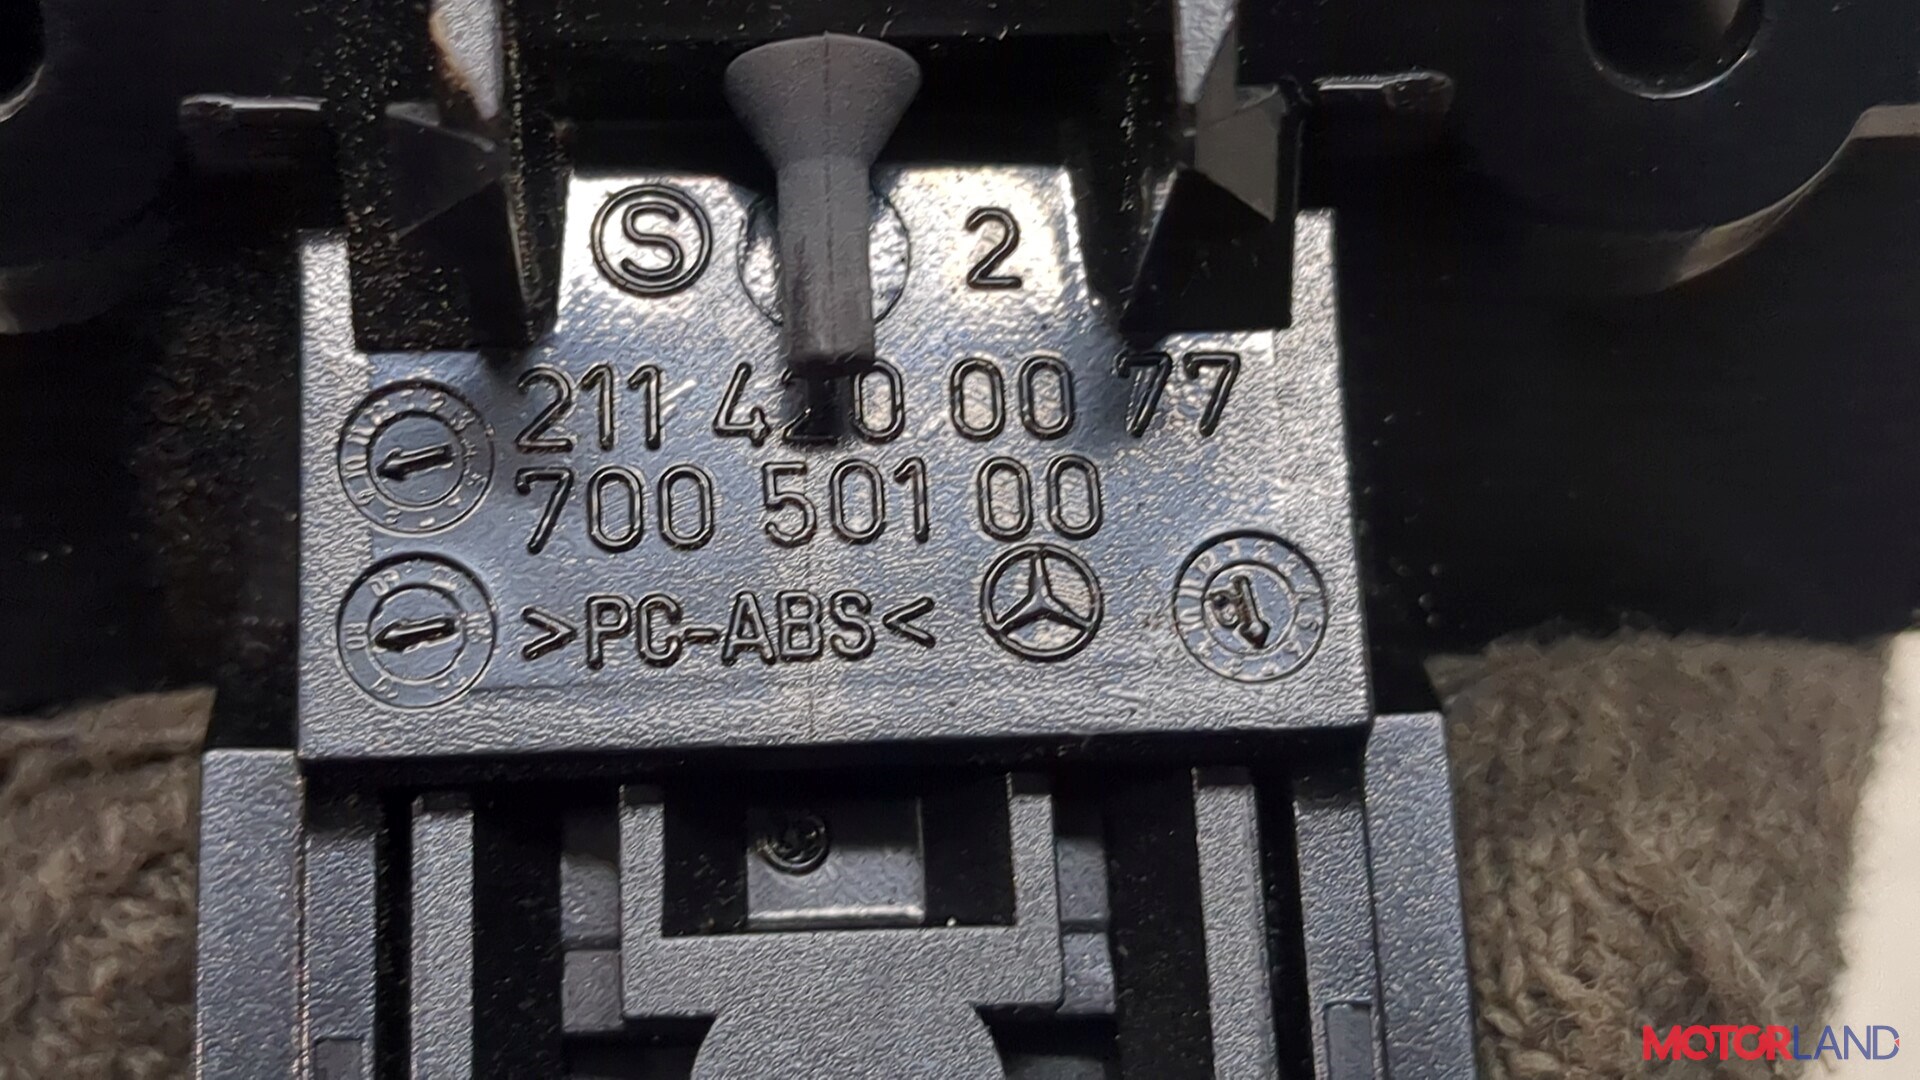 S 2
211 420 00 77
700 501 00
>PC-ABS<
MOTORLAND